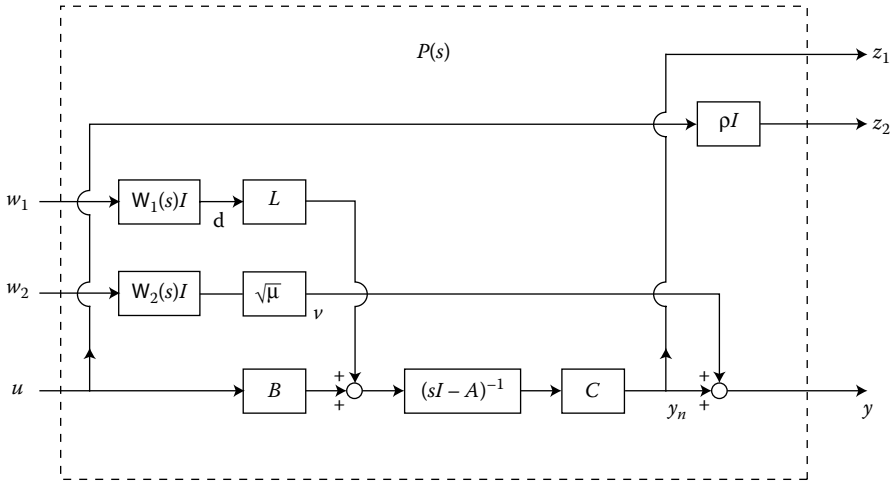 P(s)
z₁
ρI
z₂
w₁
W₁(s)I
d
L
w₂
W₂(s)I
√μ
v
u
B
+
+
(sI – A)⁻¹
C
yₙ
+
+
y